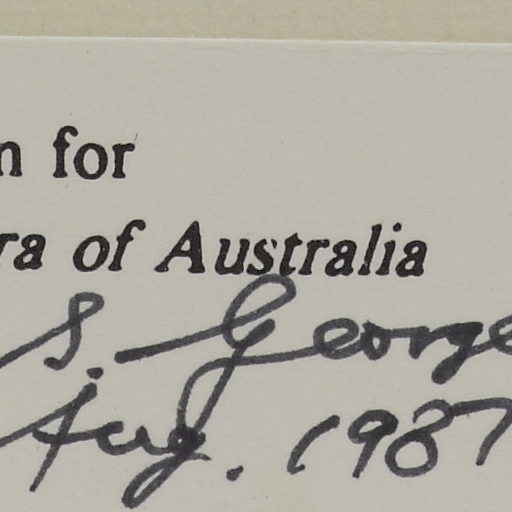 n for
ra of Australia
S. George
Aug. 1987